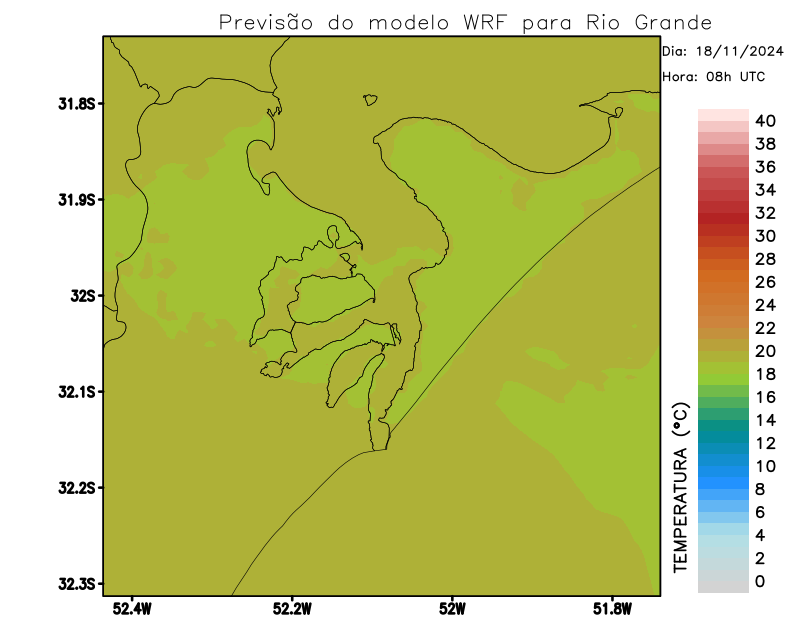 Previsão do modelo WRF para Rio Grande
Dia: 18/11/2024
Hora: 08h UTC
31.8S
31.9S
32S
32.1S
32.2S
32.3S
52.4W
52.2W
52W
51.8W
TEMPERATURA (°C)
40
38
36
34
32
30
28
26
24
22
20
18
16
14
12
10
8
6
4
2
0